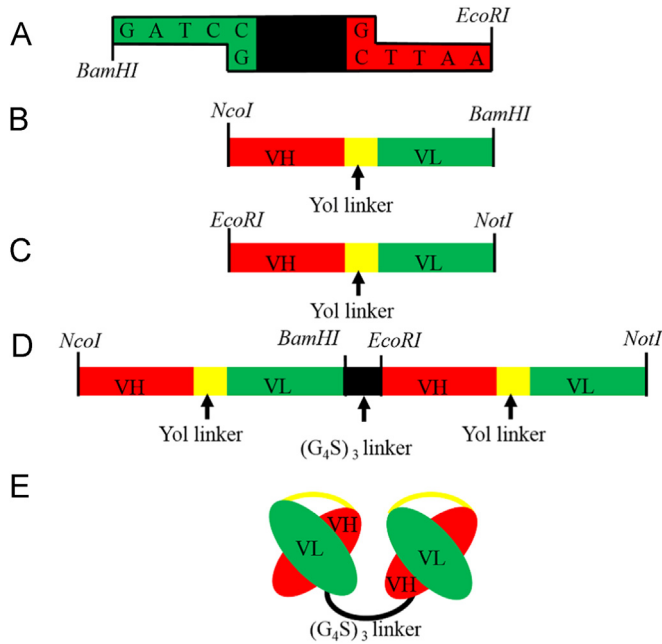 A
EcoRI
G A T C C G
G C T T A A
BamHI
B
NcoI
BamHI
VH VL
Yol linker
C
EcoRI
NotI
VH VL
Yol linker
D
NcoI
BamHI
EcoRI
NotI
VH VL VH VL
Yol linker
(G₄S)₃ linker
Yol linker
E
VH
VL
VL
VH
(G₄S)₃ linker